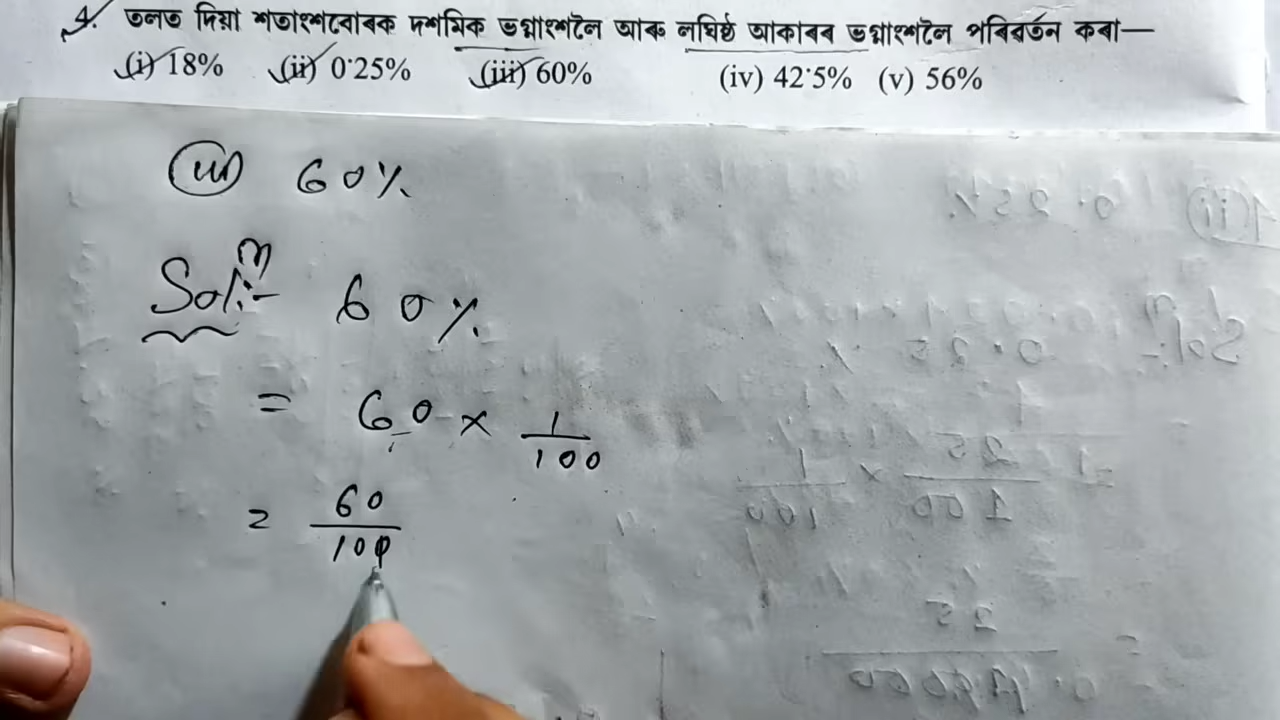 4. তলত দিয়া শতাংশবোৰক দশমিক ভগ্নাংশলৈ আৰু লঘিষ্ঠ আকাৰৰ ভগ্নাংশলৈ পৰিৱৰ্তন কৰা—
(i) 18% (ii) 0·25% (iii) 60% (iv) 42·5% (v) 56%
(iii) 60%
Solⁿ:- 60%
= 60 × 1/100
= 60/100